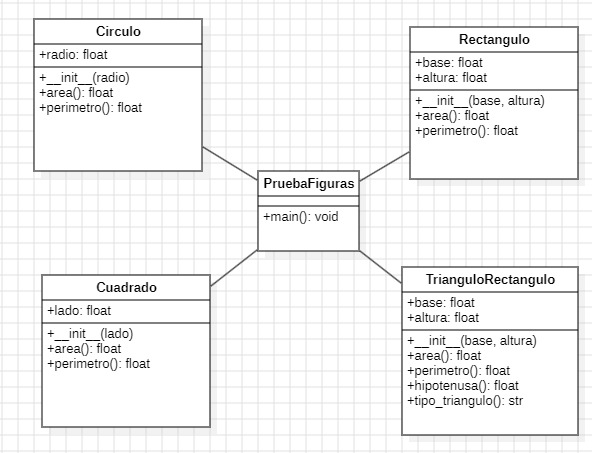 Circulo
+radio: float
+__init__(radio)
+area(): float
+perimetro(): float
Rectangulo
+base: float
+altura: float
+__init__(base, altura)
+area(): float
+perimetro(): float
PruebaFiguras
+main(): void
Cuadrado
+lado: float
+__init__(lado)
+area(): float
+perimetro(): float
TrianguloRectangulo
+base: float
+altura: float
+__init__(base, altura)
+area(): float
+perimetro(): float
+hipotenusa(): float
+tipo_triangulo(): str